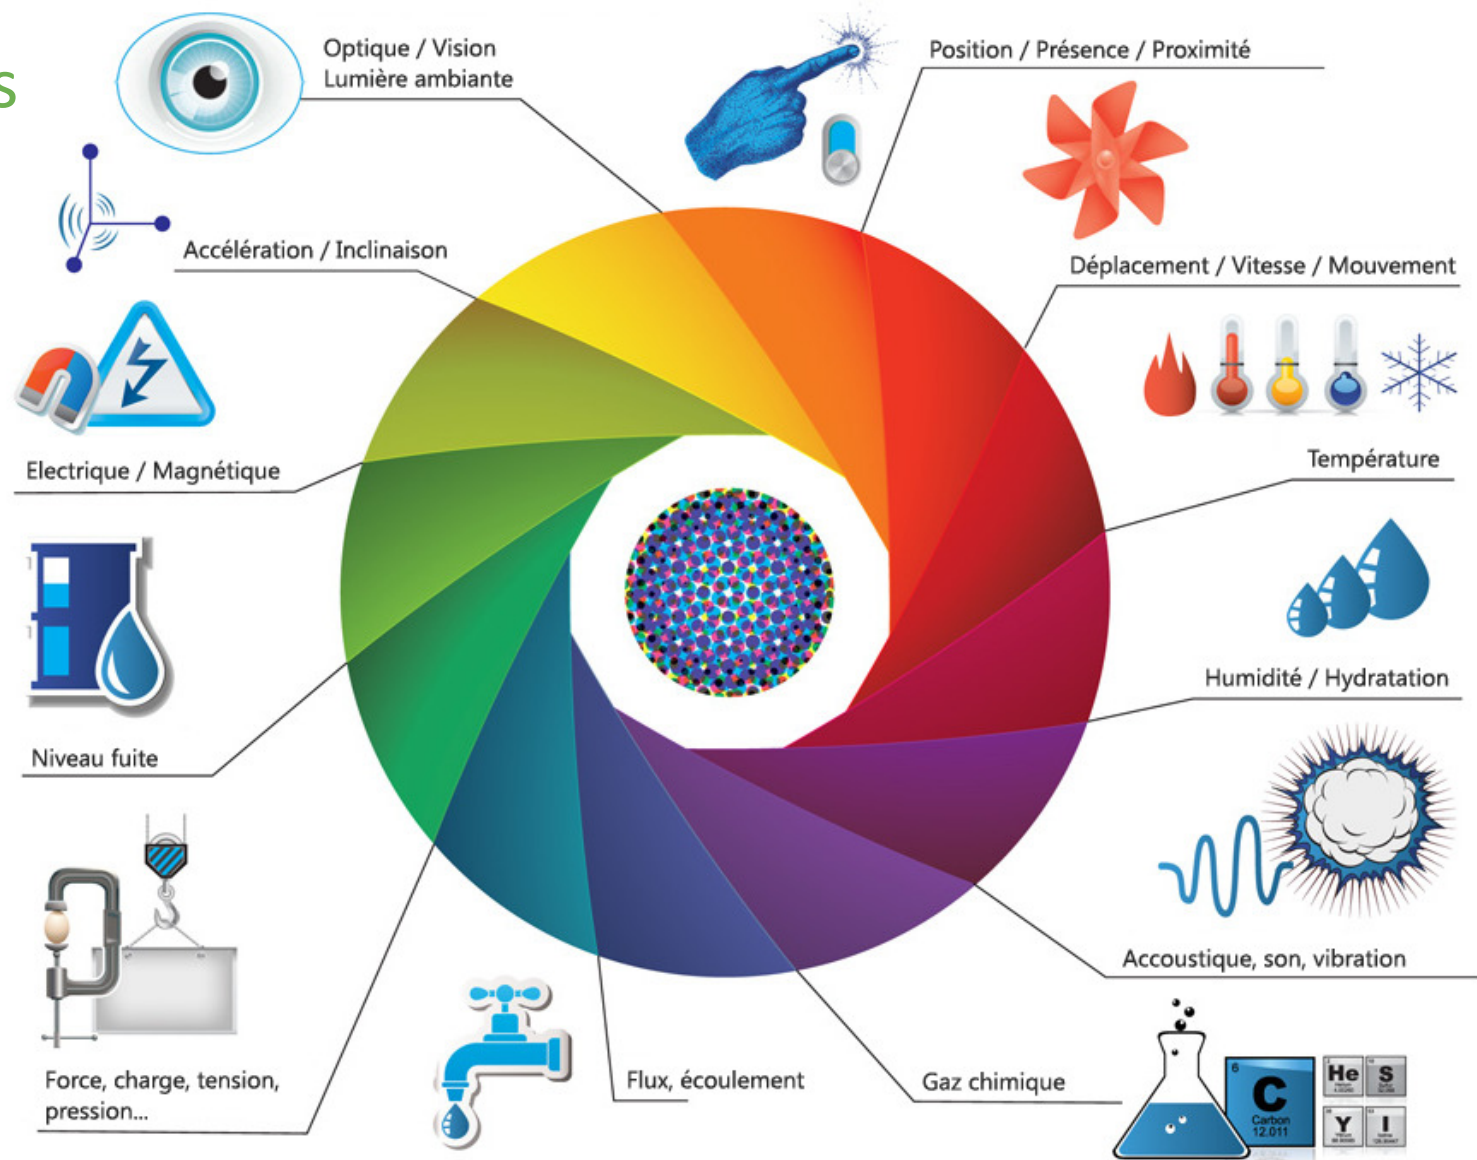 s
Optique / Vision
Lumière ambiante
Position / Présence / Proximité
Accélération / Inclinaison
Déplacement / Vitesse / Mouvement
Electrique / Magnétique
Température
Humidité / Hydratation
Niveau fuite
Accoustique, son, vibration
Force, charge, tension,
pression...
Flux, écoulement
Gaz chimique
6
C
Carbon
12.011
He
S
Y
I